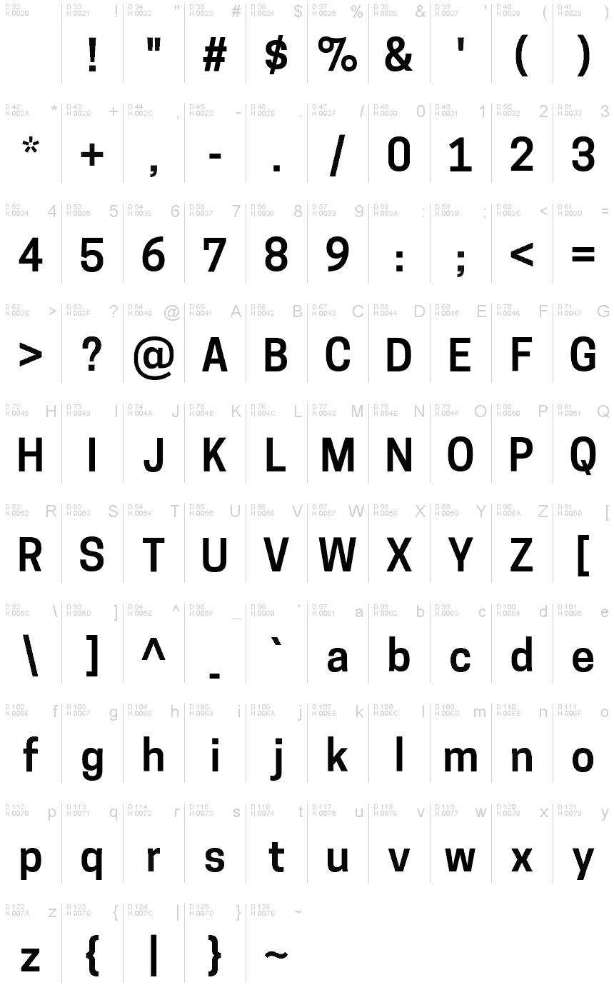 D 32 D 33 ! D 34 " D 35 # D 36 $ D 37 % D 38 & D 39 ' D 40 ( D 41 )
H 0020 H 0021 H 0022 H 0023 H 0024 H 0025 H 0026 H 0027 H 0028 H 0029
! " # $ % & ' ( )
D 42 * D 43 + D 44 , D 45 - D 46 . D 47 / D 48 0 D 49 1 D 50 2 D 51 3
H 002A H 002B H 002C H 002D H 002E H 002F H 0030 H 0031 H 0032 H 0033
* + , - . / 0 1 2 3
D 52 4 D 53 5 D 54 6 D 55 7 D 56 8 D 57 9 D 58 : D 59 ; D 60 < D 61 =
H 0034 H 0035 H 0036 H 0037 H 0038 H 0039 H 003A H 003B H 003C H 003D
4 5 6 7 8 9 : ; < =
D 62 > D 63 ? D 64 @ D 65 A D 66 B D 67 C D 68 D D 69 E D 70 F D 71 G
H 003E H 003F H 0040 H 0041 H 0042 H 0043 H 0044 H 0045 H 0046 H 0047
> ? @ A B C D E F G
D 72 H D 73 I D 74 J D 75 K D 76 L D 77 M D 78 N D 79 O D 80 P D 81 Q
H 0048 H 0049 H 004A H 004B H 004C H 004D H 004E H 004F H 0050 H 0051
H I J K L M N O P Q
D 82 R D 83 S D 84 T D 85 U D 86 V D 87 W D 88 X D 89 Y D 90 Z D 91 [
H 0052 H 0053 H 0054 H 0055 H 0056 H 0057 H 0058 H 0059 H 005A H 005B
R S T U V W X Y Z [
D 92 \ D 93 ] D 94 ^ D 95 _ D 96 ` D 97 a D 98 b D 99 c D 100 d D 101 e
H 005C H 005D H 005E H 005F H 0060 H 0061 H 0062 H 0063 H 0064 H 0065
\ ] ^ _ ` a b c d e
D 102 f D 103 g D 104 h D 105 i D 106 j D 107 k D 108 l D 109 m D 110 n D 111 o
H 0066 H 0067 H 0068 H 0069 H 006A H 006B H 006C H 006D H 006E H 006F
f g h i j k l m n o
D 112 p D 113 q D 114 r D 115 s D 116 t D 117 u D 118 v D 119 w D 120 x D 121 y
H 0070 H 0071 H 0072 H 0073 H 0074 H 0075 H 0076 H 0077 H 0078 H 0079
p q r s t u v w x y
D 122 z D 123 { D 124 | D 125 } D 126 ~
H 007A H 007B H 007C H 007D H 007E
z { | } ~